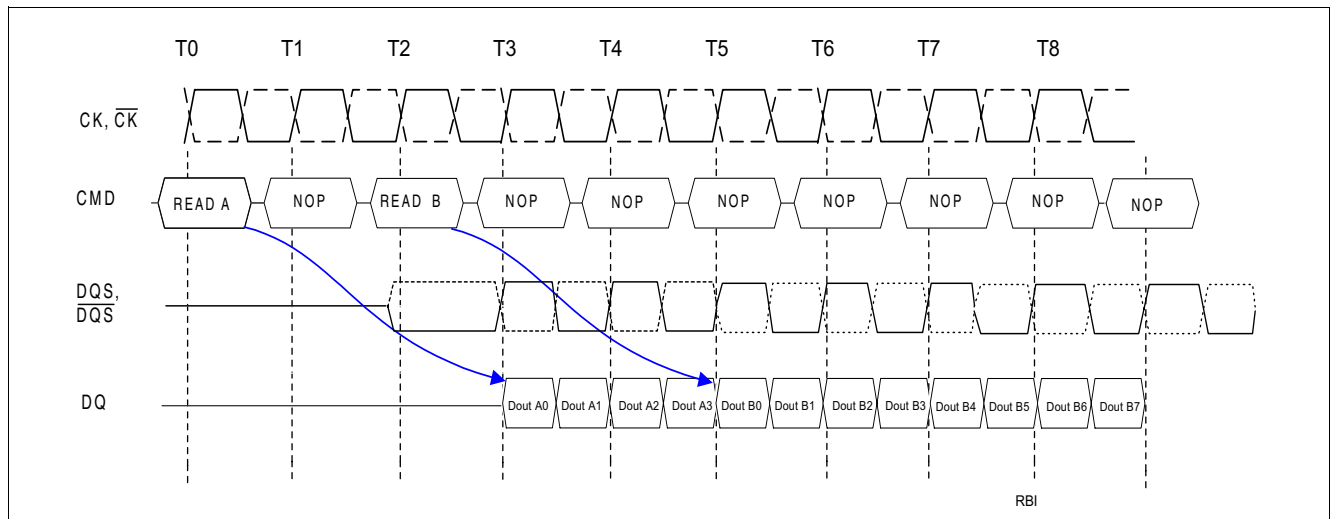 T0 T1 T2 T3 T4 T5 T6 T7 T8
CK, CK
CMD READ A NOP READ B NOP NOP NOP NOP NOP NOP NOP
DQS,
DQS
DQ Dout A0 Dout A1 Dout A2 Dout A3 Dout B0 Dout B1 Dout B2 Dout B3 Dout B4 Dout B5 Dout B6 Dout B7
RBI